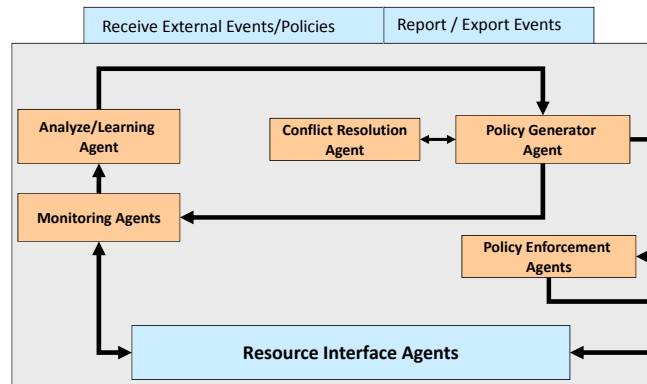 Receive External Events/Policies
Report / Export Events
Analyze/Learning
Agent
Conflict Resolution
Agent
Policy Generator
Agent
Monitoring Agents
Policy Enforcement
Agents
Resource Interface Agents